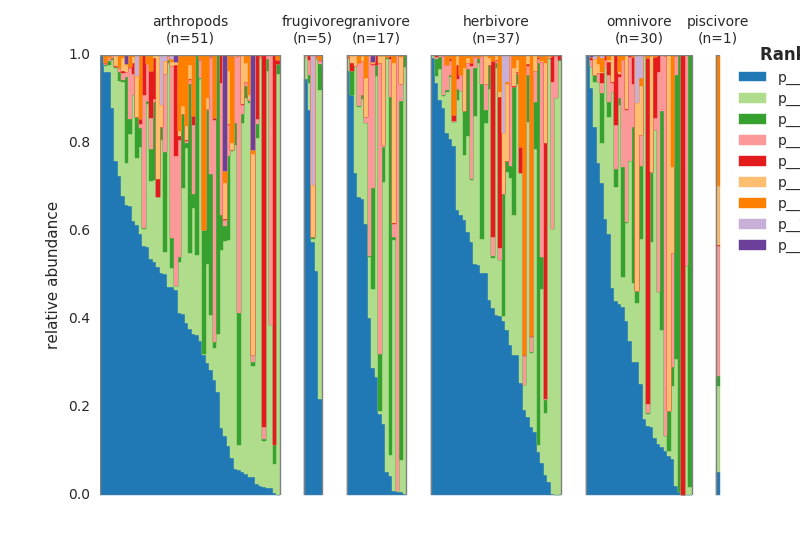 arthropods
(n=51)
frugivore
(n=5)
granivore
(n=17)
herbivore
(n=37)
omnivore
(n=30)
piscivore
(n=1)
1.0
0.8
0.6
0.4
0.2
0.0
relative abundance
Rank
p__
p__
p__
p__
p__
p__
p__
p__
p__